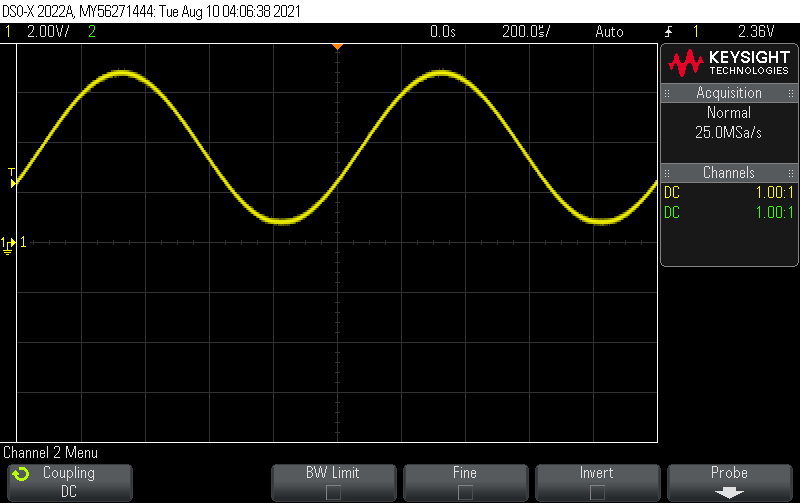 DSO-X 2022A, MY56271444: Tue Aug 10 04:06:38 2021
1 2.00V/ 2 0.0s 200.0µs/ Auto 1 2.36V
KEYSIGHT
TECHNOLOGIES
Acquisition
Normal
25.0MSa/s
Channels
DC 1.00:1
DC 1.00:1
T
1 1
Channel 2 Menu
Coupling
DC
BW Limit
Fine
Invert
Probe